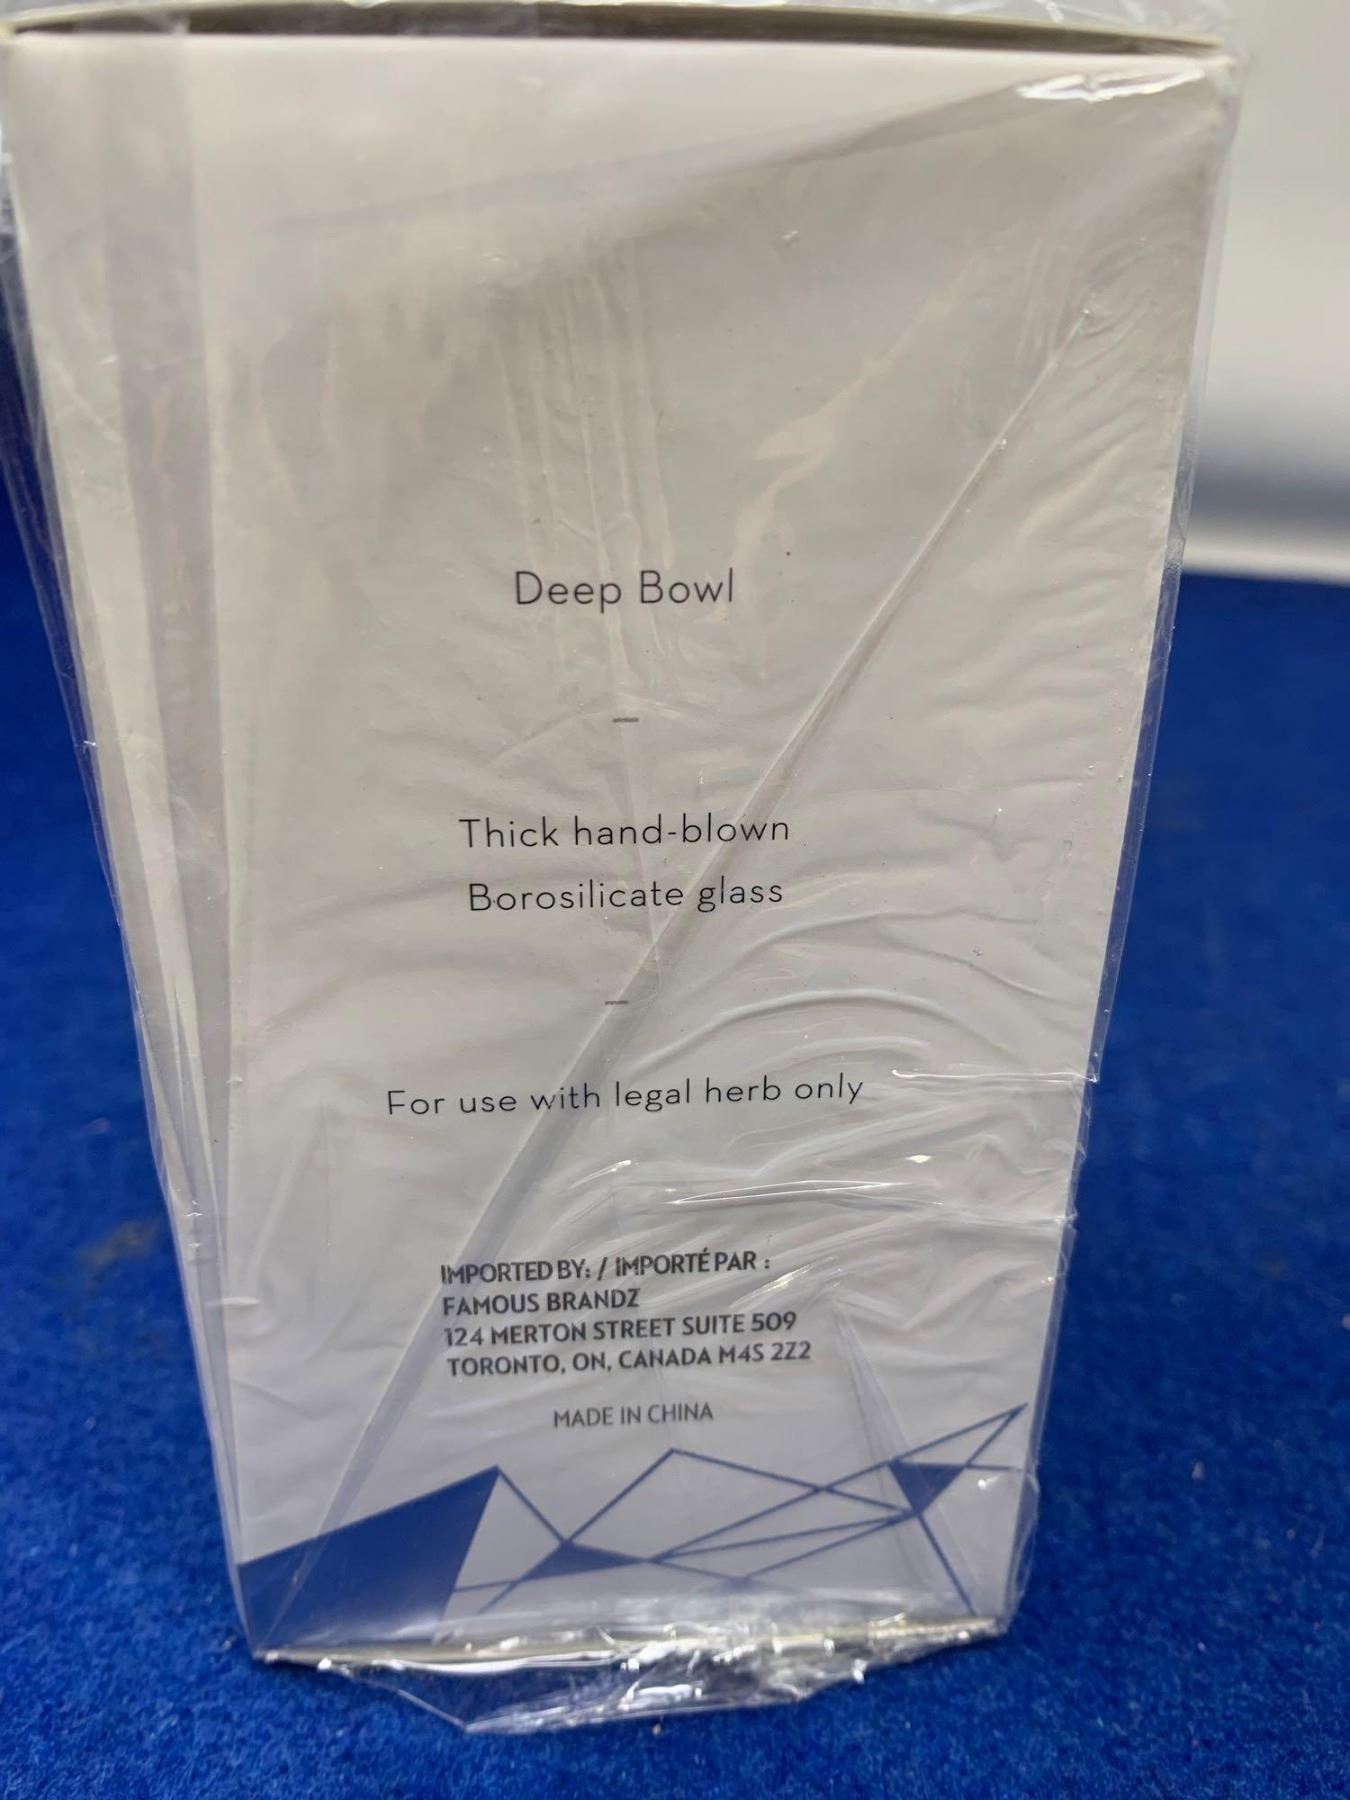 Deep Bowl
Thick hand-blown
Borosilicate glass
For use with legal herb only
IMPORTED BY: / IMPORTÉ PAR :
FAMOUS BRANDZ
124 MERTON STREET SUITE 509
TORONTO, ON, CANADA M4S 2Z2
MADE IN CHINA